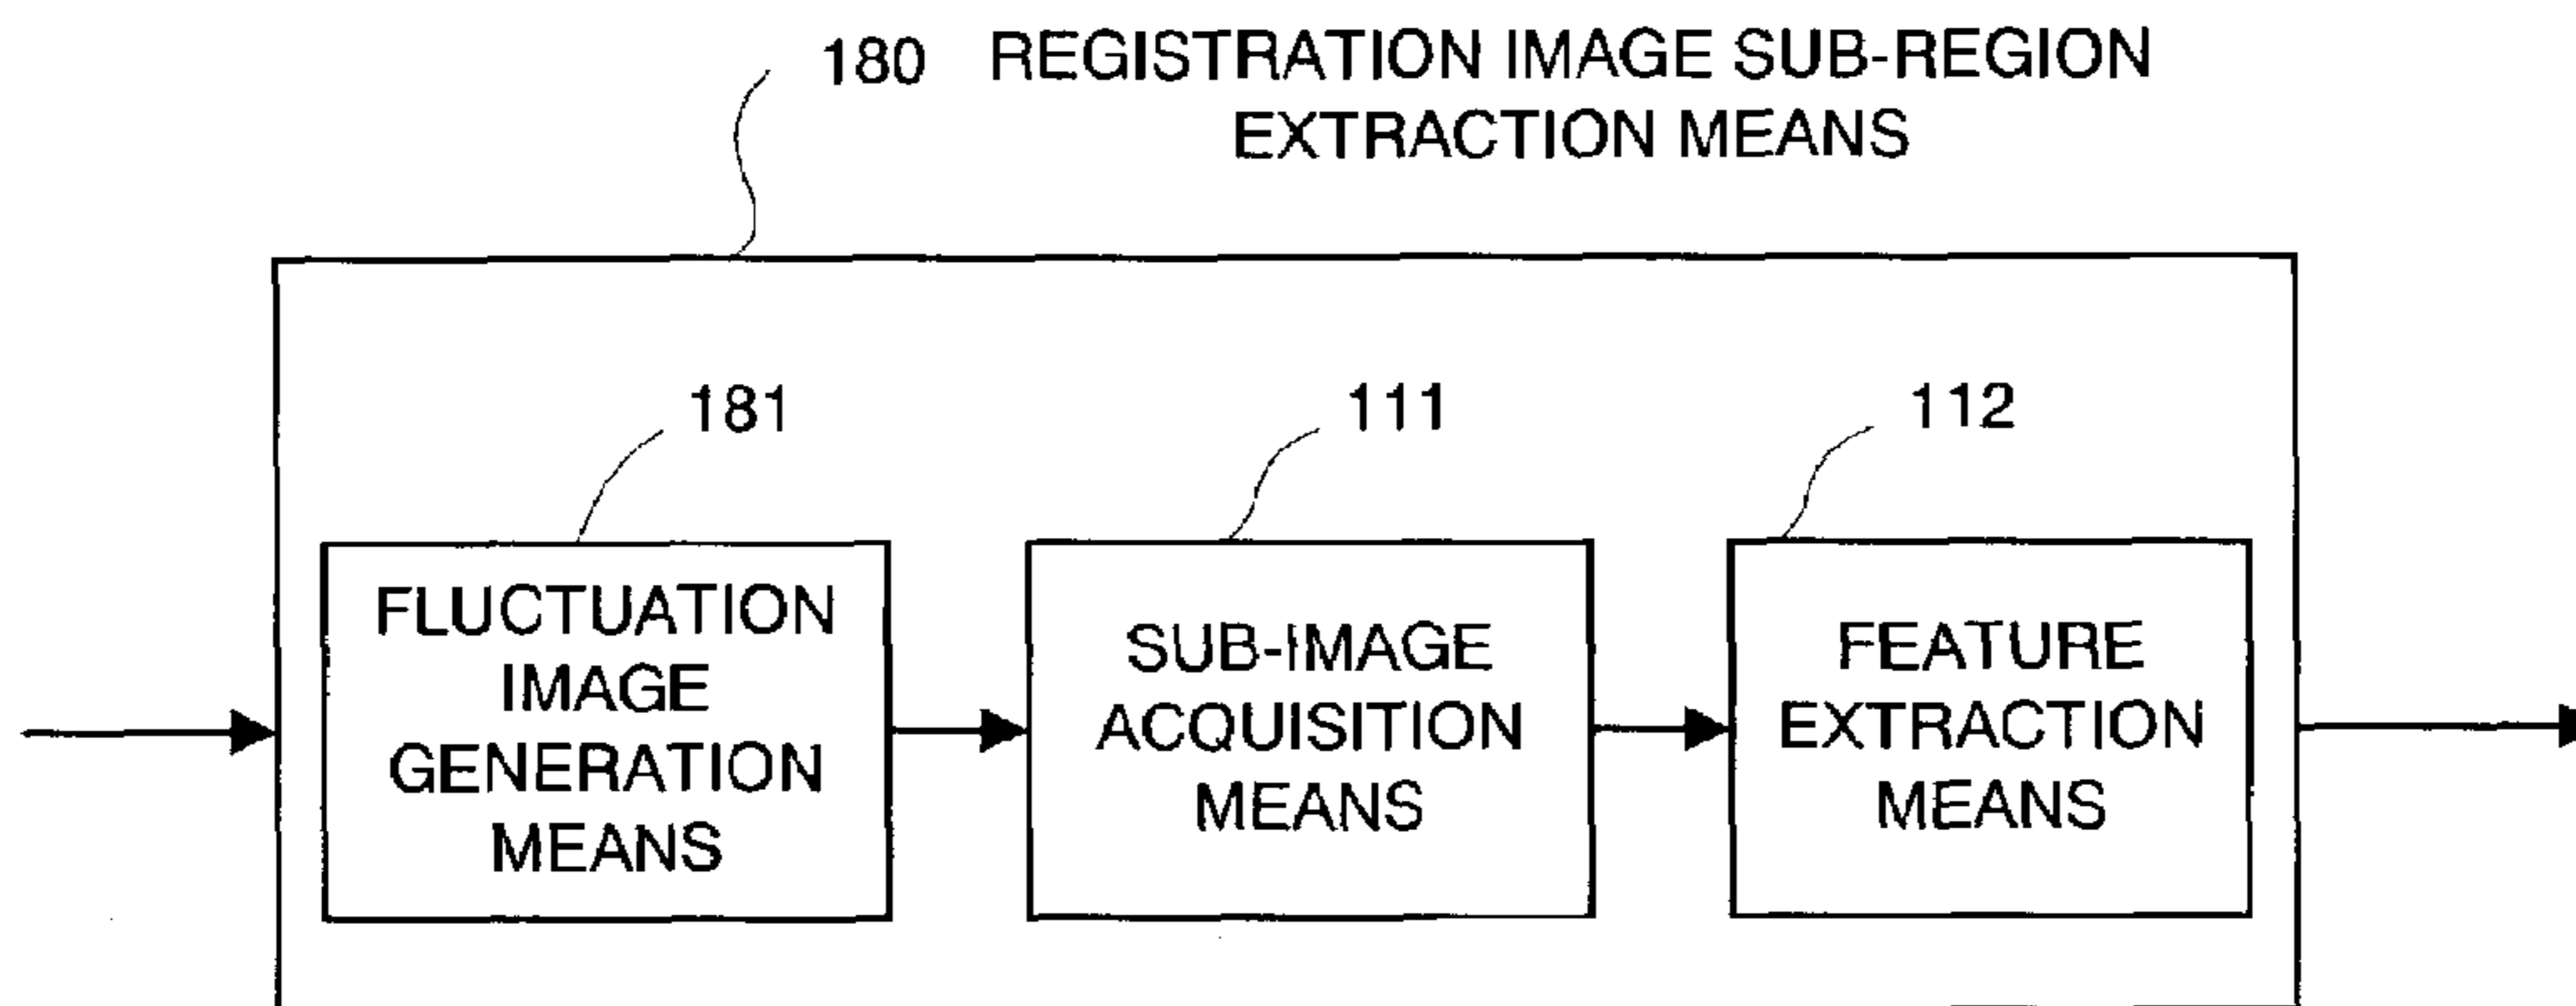 180 REGISTRATION IMAGE SUB-REGION
EXTRACTION MEANS
181
111
112
FLUCTUATION
IMAGE
GENERATION
MEANS
SUB-IMAGE
ACQUISITION
MEANS
FEATURE
EXTRACTION
MEANS